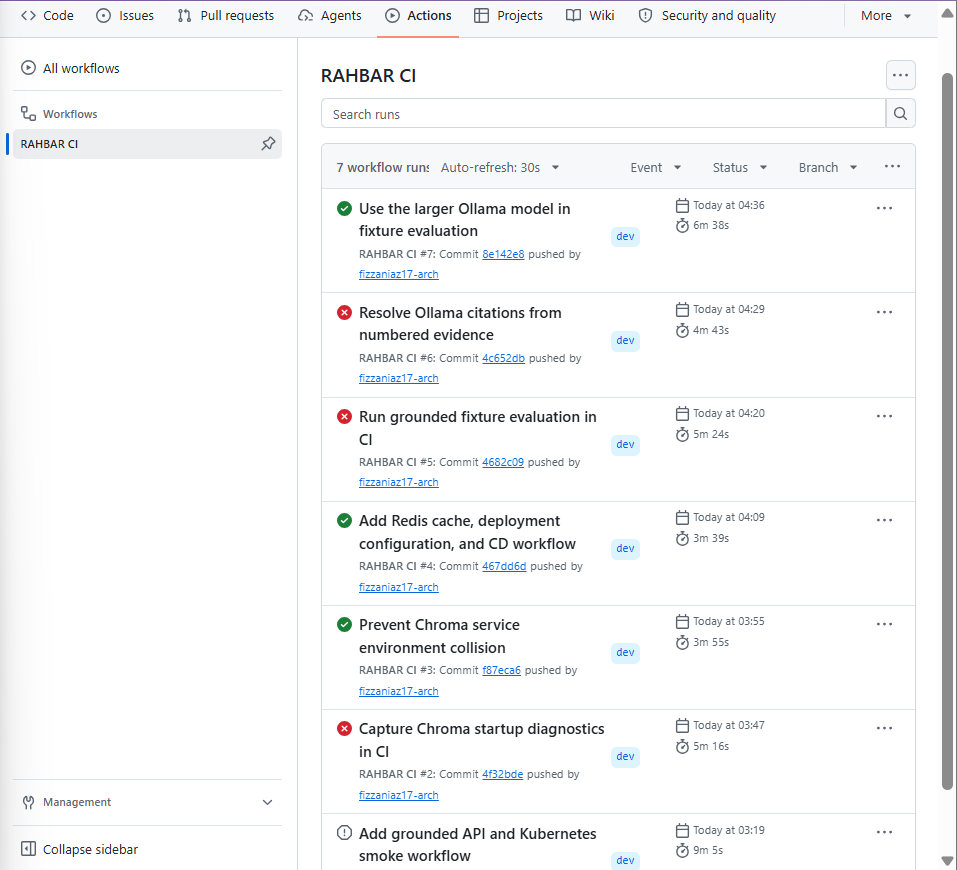 Code
Issues
Pull requests
Agents
Actions
Projects
Wiki
Security and quality
More
All workflows
Workflows
RAHBAR CI
Management
Collapse sidebar
RAHBAR CI
Search runs
7 workflow runs
Auto-refresh: 30s
Event
Status
Branch
Use the larger Ollama model in
fixture evaluation
RAHBAR CI #7: Commit 8e142e8 pushed by
fizzaniaz17-arch
dev
Today at 04:36
6m 38s
Resolve Ollama citations from
numbered evidence
RAHBAR CI #6: Commit 4c652db pushed by
fizzaniaz17-arch
dev
Today at 04:29
4m 43s
Run grounded fixture evaluation in
CI
RAHBAR CI #5: Commit 4682c09 pushed by
fizzaniaz17-arch
dev
Today at 04:20
5m 24s
Add Redis cache, deployment
configuration, and CD workflow
RAHBAR CI #4: Commit 467dd6d pushed by
fizzaniaz17-arch
dev
Today at 04:09
3m 39s
Prevent Chroma service
environment collision
RAHBAR CI #3: Commit f87eca6 pushed by
fizzaniaz17-arch
dev
Today at 03:55
3m 55s
Capture Chroma startup diagnostics
in CI
RAHBAR CI #2: Commit 4f32bde pushed by
fizzaniaz17-arch
dev
Today at 03:47
5m 16s
Add grounded API and Kubernetes
smoke workflow
dev
Today at 03:19
9m 5s